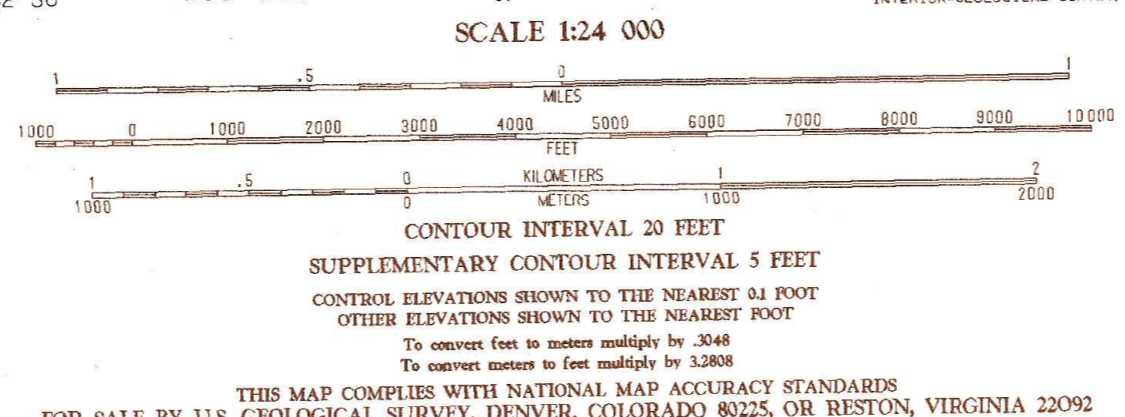 SCALE 1:24 000
1 .5 0 1
MILES
1000 0 1000 2000 3000 4000 5000 6000 7000 8000 9000 10 000
FEET
1 .5 0 KILOMETERS 1 2
1000 0 METERS 1000 2000
CONTOUR INTERVAL 20 FEET
SUPPLEMENTARY CONTOUR INTERVAL 5 FEET
CONTROL ELEVATIONS SHOWN TO THE NEAREST 0.1 FOOT
OTHER ELEVATIONS SHOWN TO THE NEAREST FOOT
To convert feet to meters multiply by .3048
To convert meters to feet multiply by 3.2808
THIS MAP COMPLIES WITH NATIONAL MAP ACCURACY STANDARDS
FOR SALE BY U.S. GEOLOGICAL SURVEY, DENVER, COLORADO 80225, OR RESTON, VIRGINIA 22092